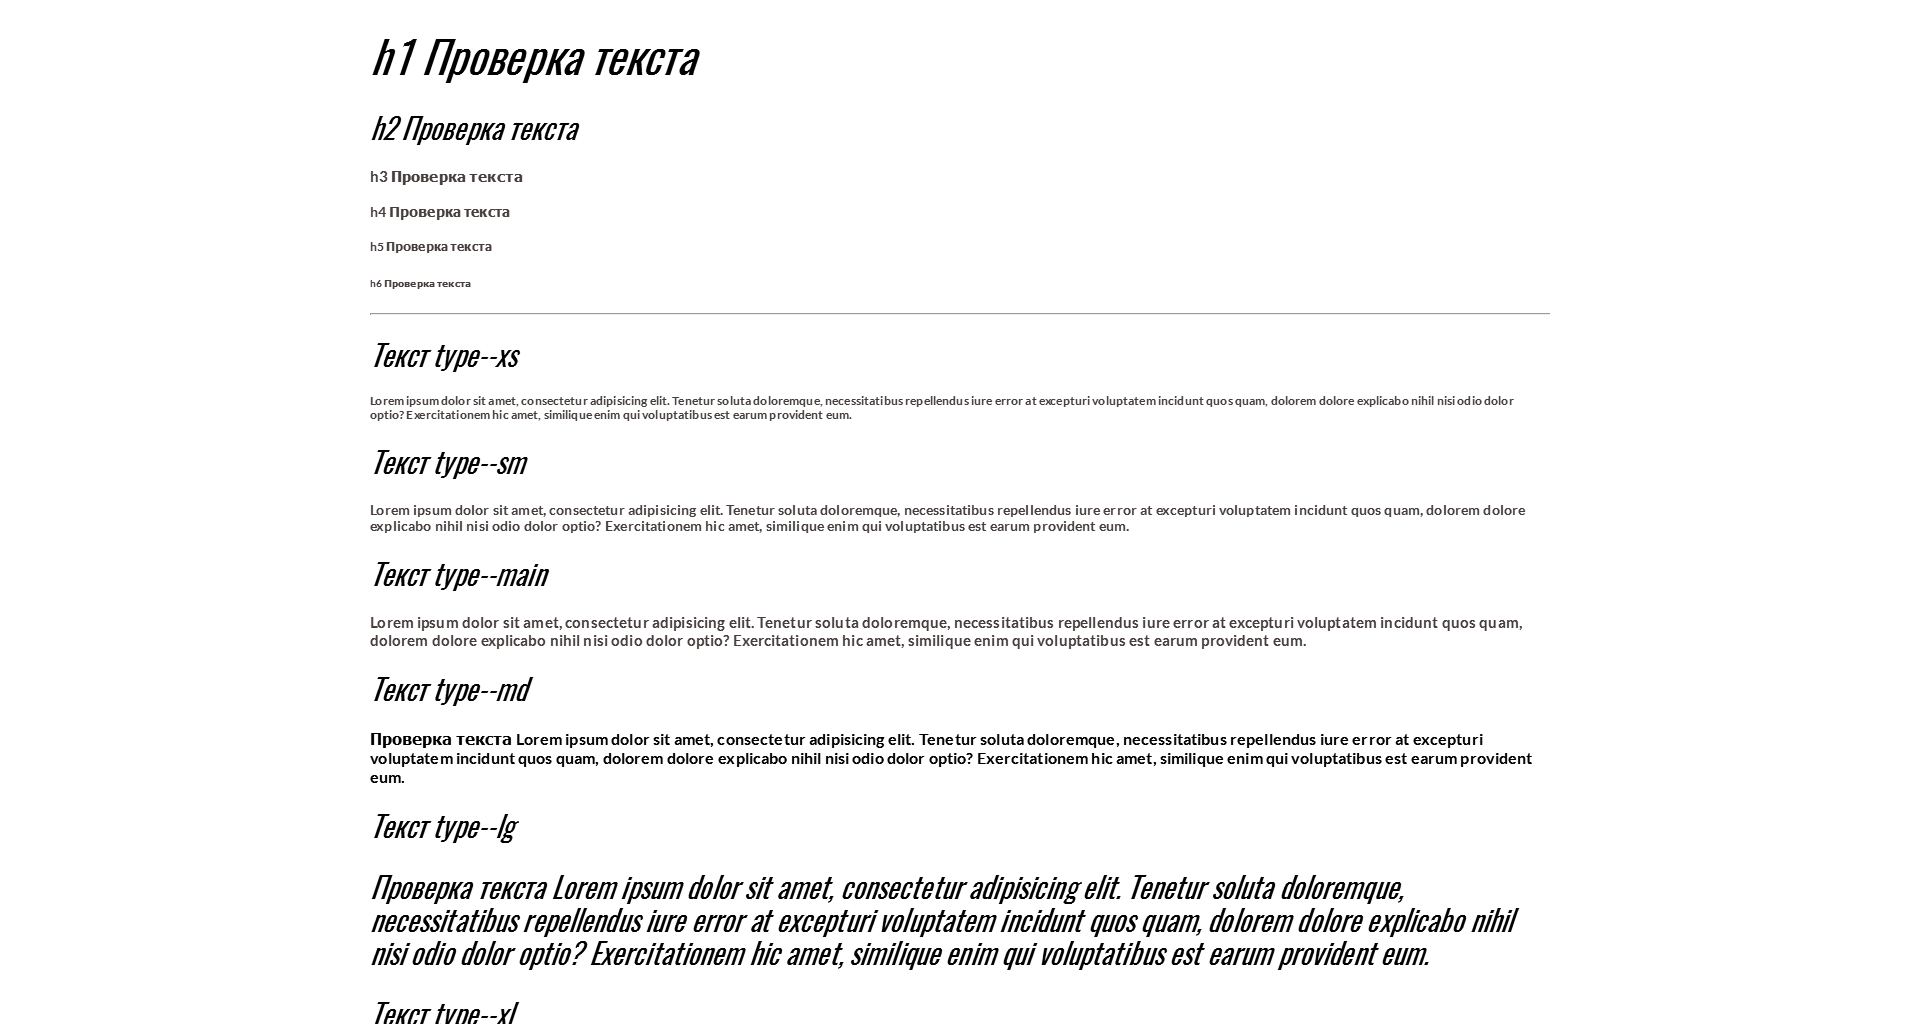 h1 Проверка текста
h2 Проверка текста
h3 Проверка текста
h4 Проверка текста
h5 Проверка текста
h6 Проверка текста
Текст type--xs
Lorem ipsum dolor sit amet, consectetur adipisicing elit. Tenetur soluta doloremque, necessitatibus repellendus iure error at excepturi voluptatem incidunt quos quam, dolorem dolore explicabo nihil nisi odio dolor
optio? Exercitationem hic amet, similique enim qui voluptatibus est earum provident eum.
Текст type--sm
Lorem ipsum dolor sit amet, consectetur adipisicing elit. Tenetur soluta doloremque, necessitatibus repellendus iure error at excepturi voluptatem incidunt quos quam, dolorem dolore
explicabo nihil nisi odio dolor optio? Exercitationem hic amet, similique enim qui voluptatibus est earum provident eum.
Текст type--main
Lorem ipsum dolor sit amet, consectetur adipisicing elit. Tenetur soluta doloremque, necessitatibus repellendus iure error at excepturi voluptatem incidunt quos quam,
dolorem dolore explicabo nihil nisi odio dolor optio? Exercitationem hic amet, similique enim qui voluptatibus est earum provident eum.
Текст type--md
Проверка текста Lorem ipsum dolor sit amet, consectetur adipisicing elit. Tenetur soluta doloremque, necessitatibus repellendus iure error at excepturi
voluptatem incidunt quos quam, dolorem dolore explicabo nihil nisi odio dolor optio? Exercitationem hic amet, similique enim qui voluptatibus est earum provident
eum.
Текст type--lg
Проверка текста Lorem ipsum dolor sit amet, consectetur adipisicing elit. Tenetur soluta doloremque,
necessitatibus repellendus iure error at excepturi voluptatem incidunt quos quam, dolorem dolore explicabo nihil
nisi odio dolor optio? Exercitationem hic amet, similique enim qui voluptatibus est earum provident eum.
Текст type--xl